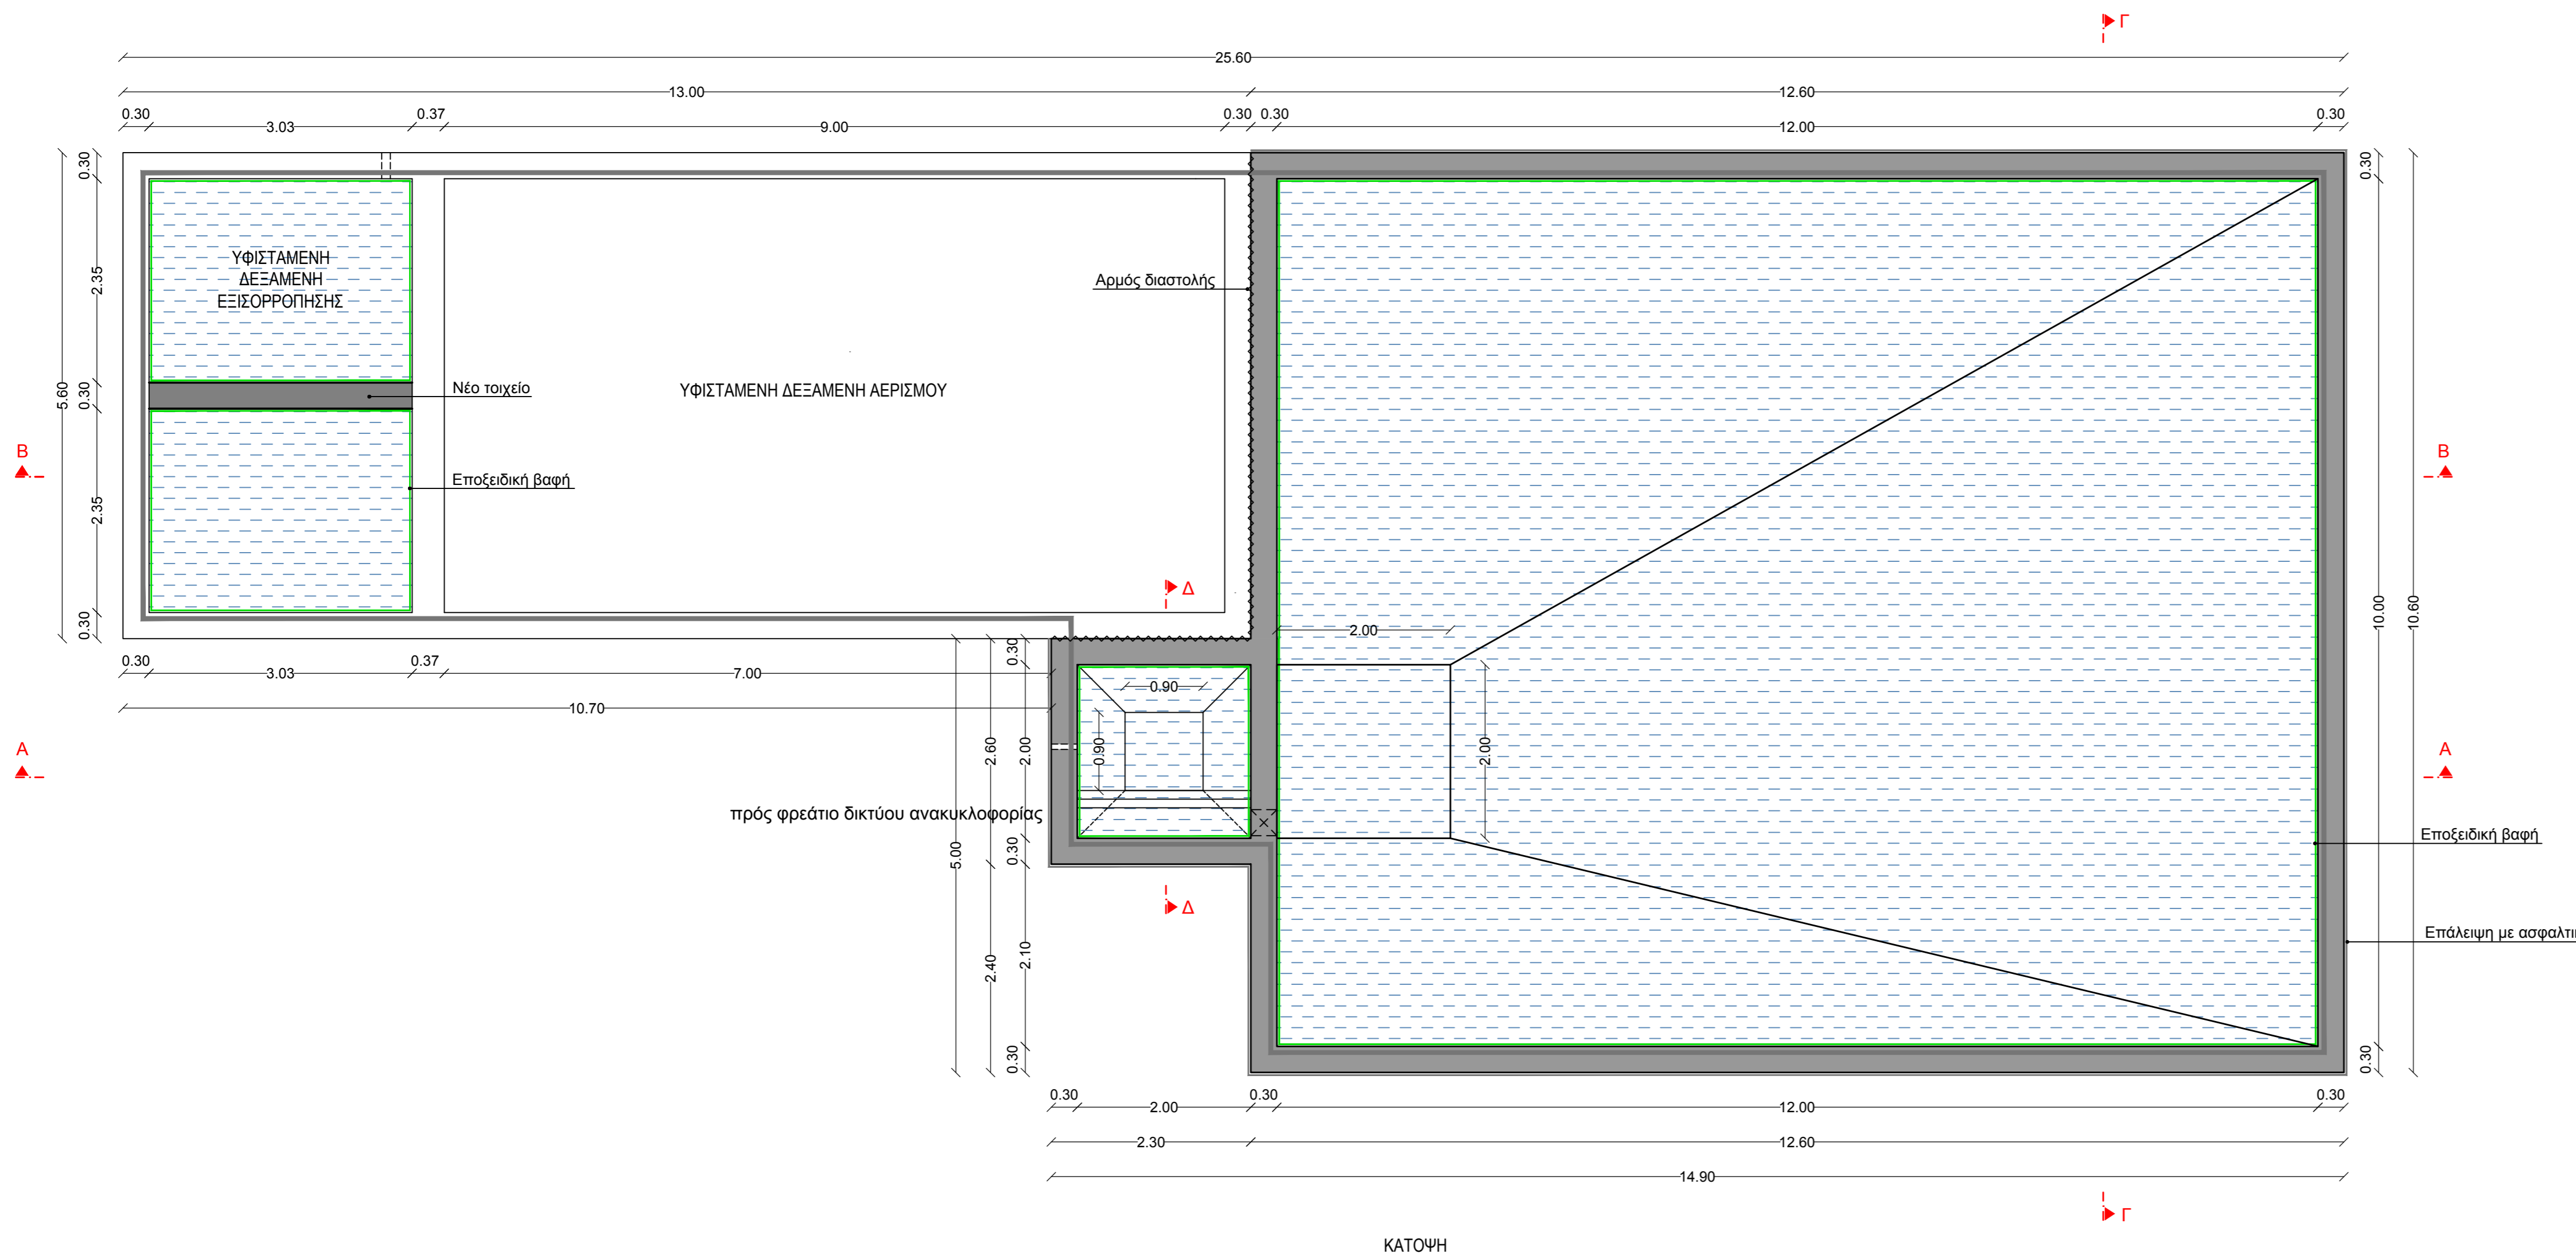 Γ
25.60
13.00
12.60
0.30
3.03
0.37
9.00
0.30
0.30
12.00
0.30
0.30
0.30
ΥΦΙΣΤΑΜΕΝΗ
ΔΕΞΑΜΕΝΗ
ΕΞΙΣΟΡΡΟΠΗΣΗΣ
2.35
Αρμός διαστολής
5.60
0.30
Νέο τοιχείο
ΥΦΙΣΤΑΜΕΝΗ ΔΕΞΑΜΕΝΗ ΑΕΡΙΣΜΟΥ
B
B
Εποξειδική βαφή
2.35
Δ
10.00
10.60
0.30
2.00
0.30
0.30
3.03
0.37
7.00
0.90
10.70
A
A
2.60
2.00
0.90
2.00
πρός φρεάτιο δικτύου ανακυκλοφορίας
Εποξειδική βαφή
5.00
0.30
Δ
Επάλειψη με ασφαλτι
2.40
2.10
0.30
0.30
0.30
2.00
0.30
12.00
0.30
2.30
12.60
14.90
Γ
ΚΑΤΟΨΗ